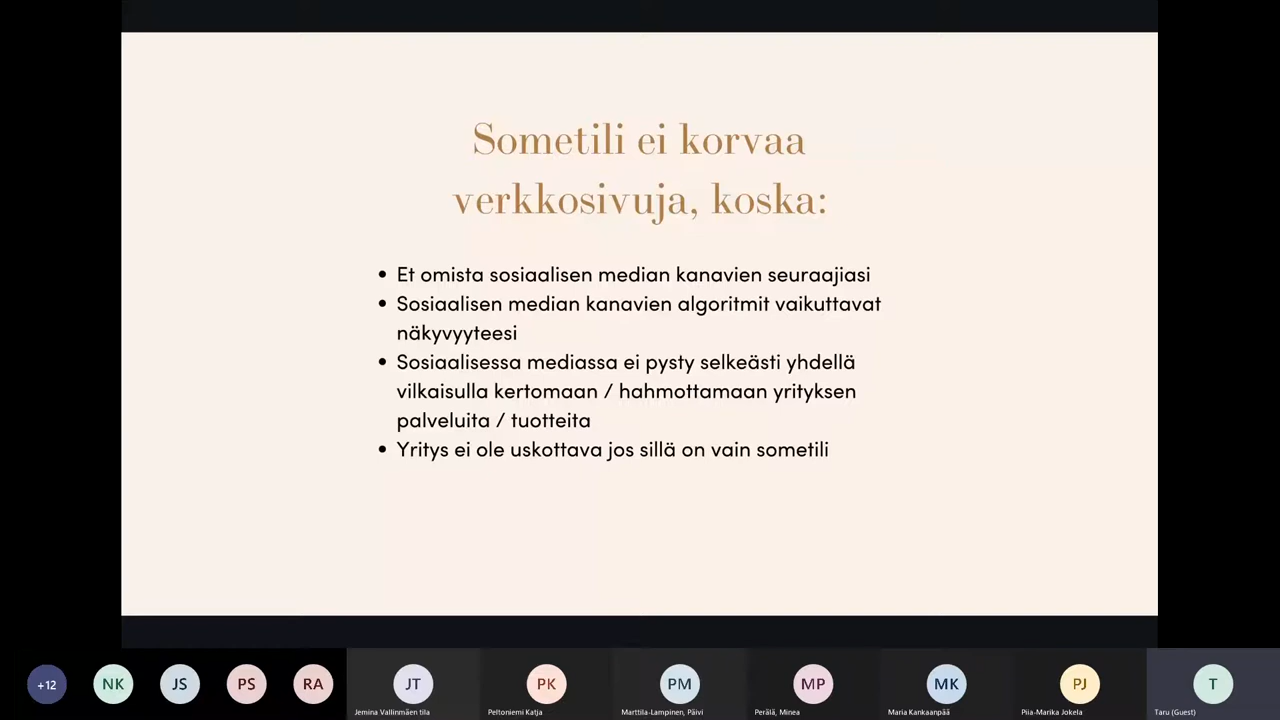 Sometili ei korvaa
verkkosivuja, koska:
• Et omista sosiaalisen median kanavien seuraajiasi
• Sosiaalisen median kanavien algoritmit vaikuttavat
näkyvyyteesi
• Sosiaalisessa mediassa ei pysty selkeästi yhdellä
vilkaisulla kertomaan / hahmottamaan yrityksen
palveluita / tuotteita
• Yritys ei ole uskottava jos sillä on vain sometili
+12 NK JS PS RA JT PK PM MP MK PJ T
Jemina Vallinmäen tila Peltoniemi Katja Marttila-Lampinen, Päivi Perälä, Minea Maria Kankaanpää Piia-Marika Jokela Taru (Guest)